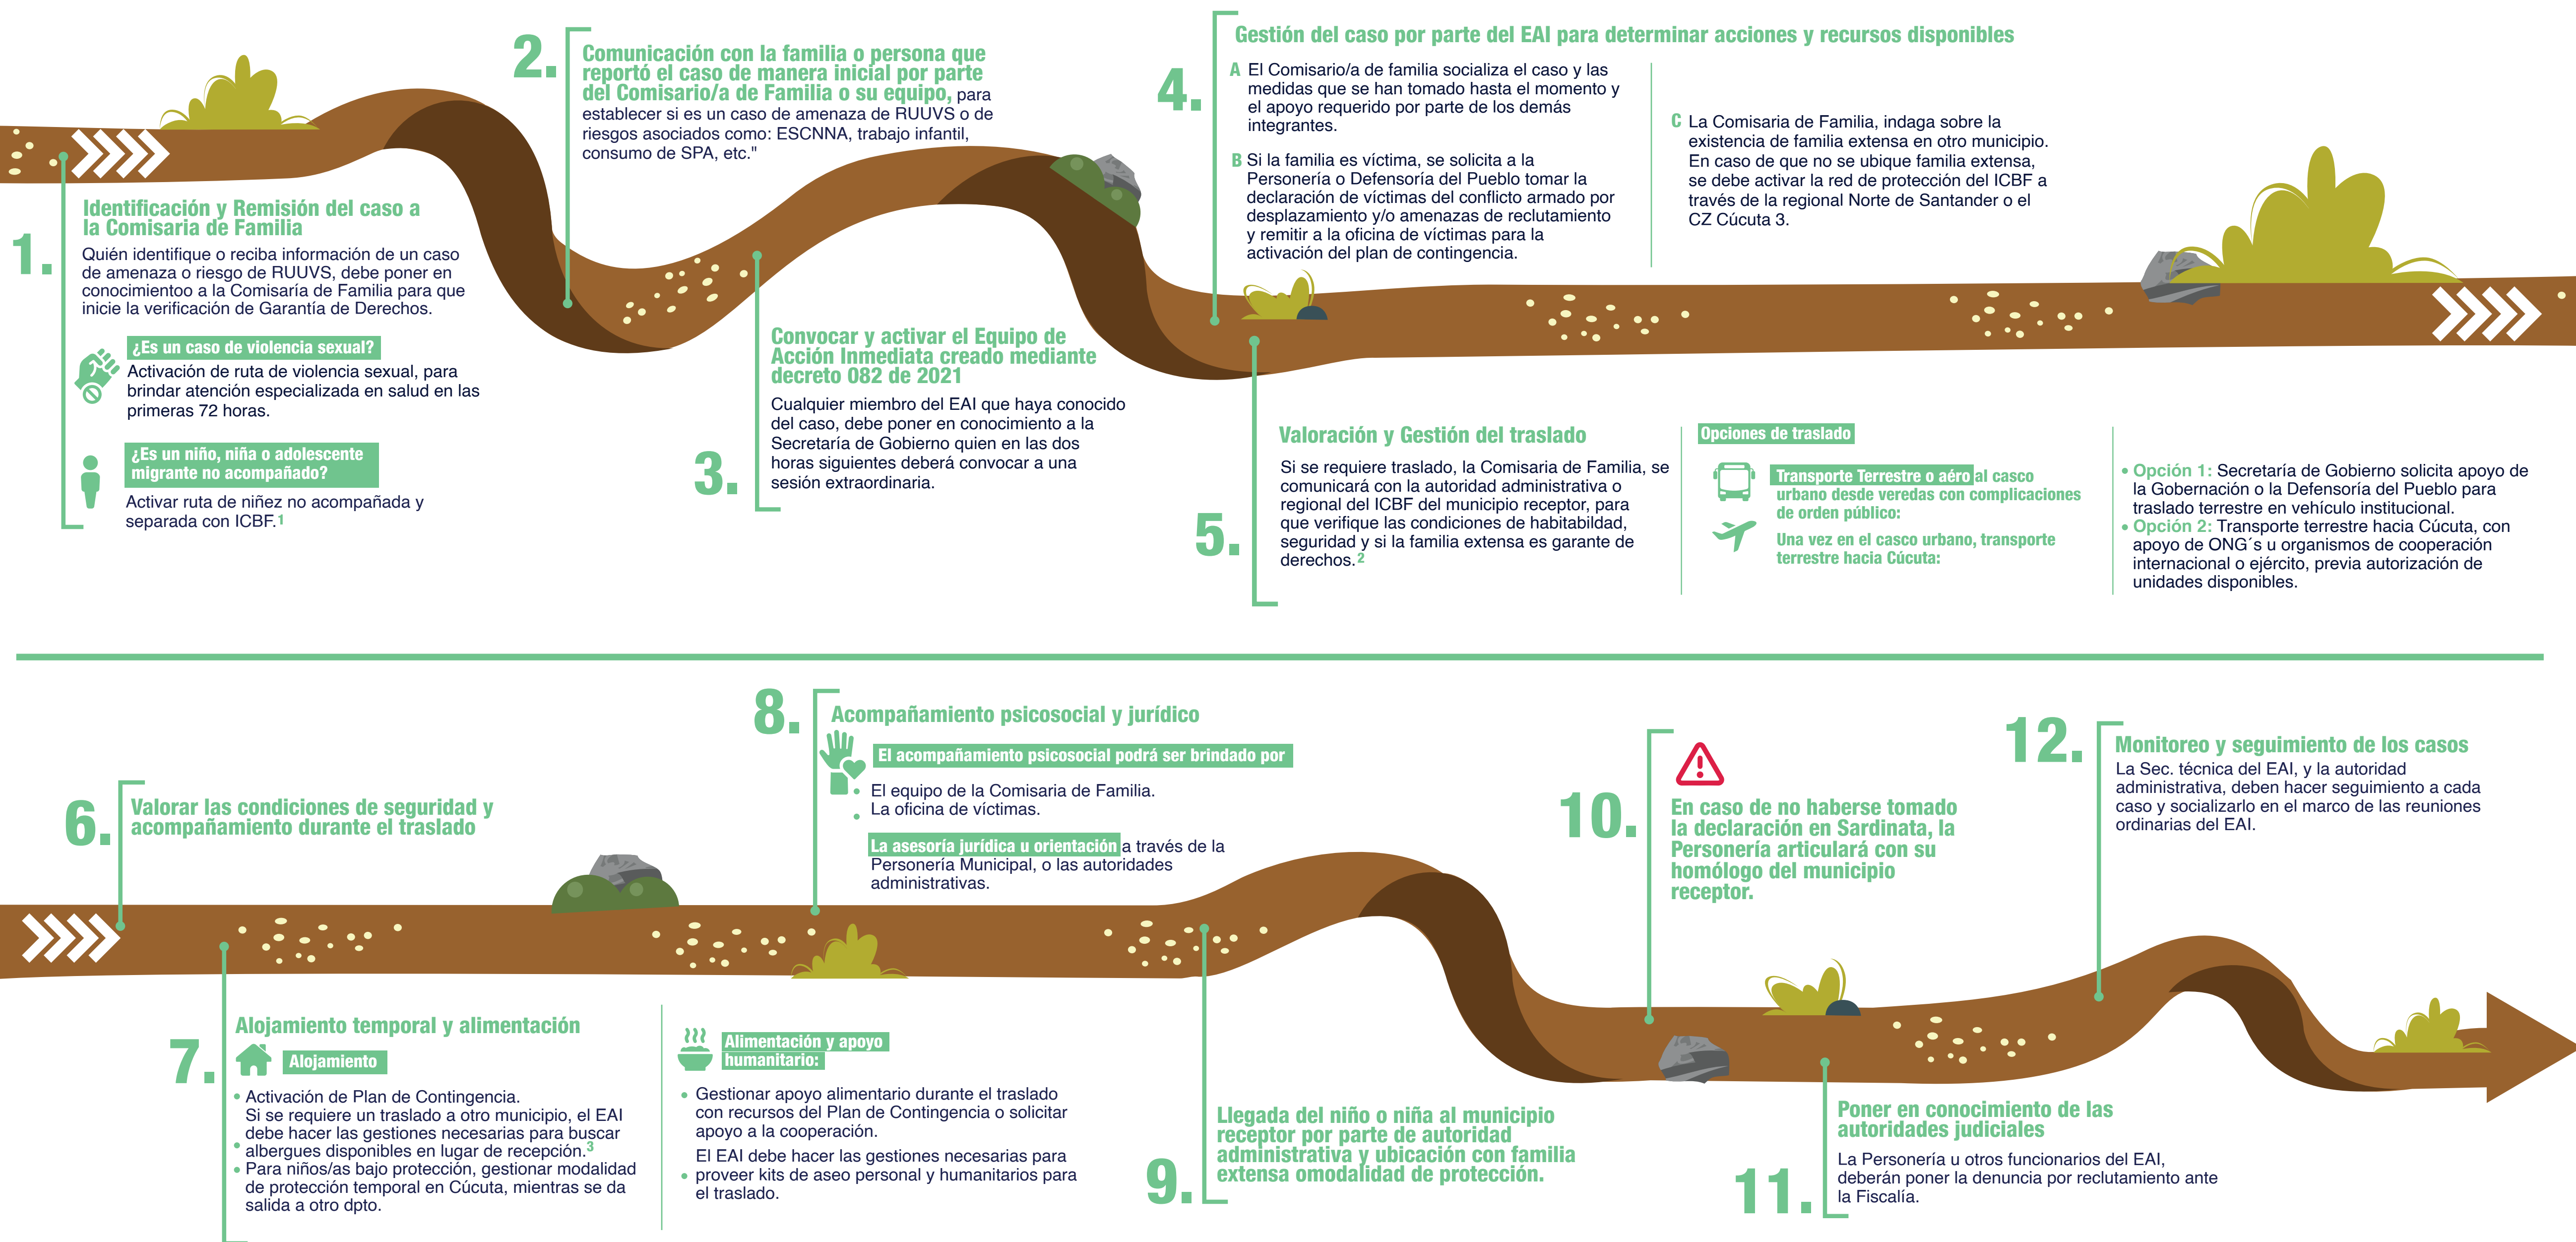 1.
Identificación y Remisión del caso a
la Comisaria de Familia
Quién identifique o reciba información de un caso
de amenaza o riesgo de RUUVS, debe poner en
conocimientoo a la Comisaría de Familia para que
inicie la verificación de Garantía de Derechos.
¿Es un caso de violencia sexual?
Activación de ruta de violencia sexual, para
brindar atención especializada en salud en las
primeras 72 horas.
¿Es un niño, niña o adolescente
migrante no acompañado?
Activar ruta de niñez no acompañada y
separada con ICBF.1
2.
Comunicación con la familia o persona que
reportó el caso de manera inicial por parte
del Comisario/a de Familia o su equipo, para
establecer si es un caso de amenaza de RUUVS o de
riesgos asociados como: ESCNNA, trabajo infantil,
consumo de SPA, etc."
3.
Convocar y activar el Equipo de
Acción Inmediata creado mediante
decreto 082 de 2021
Cualquier miembro del EAI que haya conocido
del caso, debe poner en conocimiento a la
Secretaría de Gobierno quien en las dos
horas siguientes deberá convocar a una
sesión extraordinaria.
4.
Gestión del caso por parte del EAI para determinar acciones y recursos disponibles
A El Comisario/a de familia socializa el caso y las
medidas que se han tomado hasta el momento y
el apoyo requerido por parte de los demás
integrantes.
B Si la familia es víctima, se solicita a la
Personería o Defensoría del Pueblo tomar la
declaración de víctimas del conflicto armado por
desplazamiento y/o amenazas de reclutamiento
y remitir a la oficina de víctimas para la
activación del plan de contingencia.
C La Comisaria de Familia, indaga sobre la
existencia de familia extensa en otro municipio.
En caso de que no se ubique familia extensa,
se debe activar la red de protección del ICBF a
través de la regional Norte de Santander o el
CZ Cúcuta 3.
5.
Valoración y Gestión del traslado
Si se requiere traslado, la Comisaria de Familia, se
comunicará con la autoridad administrativa o
regional del ICBF del municipio receptor, para
que verifique las condiciones de habitabildad,
seguridad y si la familia extensa es garante de
derechos.2
Opciones de traslado
Transporte Terrestre o aéro al casco
urbano desde veredas con complicaciones
de orden público:
Una vez en el casco urbano, transporte
terrestre hacia Cúcuta:
• Opción 1: Secretaría de Gobierno solicita apoyo de
la Gobernación o la Defensoría del Pueblo para
traslado terrestre en vehículo institucional.
• Opción 2: Transporte terrestre hacia Cúcuta, con
apoyo de ONG´s u organismos de cooperación
internacional o ejército, previa autorización de
unidades disponibles.
6.
Valorar las condiciones de seguridad y
acompañamiento durante el traslado
7.
Alojamiento temporal y alimentación
Alojamiento
• Activación de Plan de Contingencia.
Si se requiere un traslado a otro municipio, el EAI
debe hacer las gestiones necesarias para buscar
• albergues disponibles en lugar de recepción.3
• Para niños/as bajo protección, gestionar modalidad
de protección temporal en Cúcuta, mientras se da
salida a otro dpto.
Alimentación y apoyo
humanitario:
• Gestionar apoyo alimentario durante el traslado
con recursos del Plan de Contingencia o solicitar
apoyo a la cooperación.
El EAI debe hacer las gestiones necesarias para
• proveer kits de aseo personal y humanitarios para
el traslado.
8.
Acompañamiento psicosocial y jurídico
El acompañamiento psicosocial podrá ser brindado por
• El equipo de la Comisaria de Familia.
• La oficina de víctimas.
La asesoría jurídica u orientación a través de la
Personería Municipal, o las autoridades
administrativas.
9.
Llegada del niño o niña al municipio
receptor por parte de autoridad
administrativa y ubicación con familia
extensa omodalidad de protección.
10.
En caso de no haberse tomado
la declaración en Sardinata, la
Personería articulará con su
homólogo del municipio
receptor.
11.
Poner en conocimiento de las
autoridades judiciales
La Personería u otros funcionarios del EAI,
deberán poner la denuncia por reclutamiento ante
la Fiscalía.
12.
Monitoreo y seguimiento de los casos
La Sec. técnica del EAI, y la autoridad
administrativa, deben hacer seguimiento a cada
caso y socializarlo en el marco de las reuniones
ordinarias del EAI.